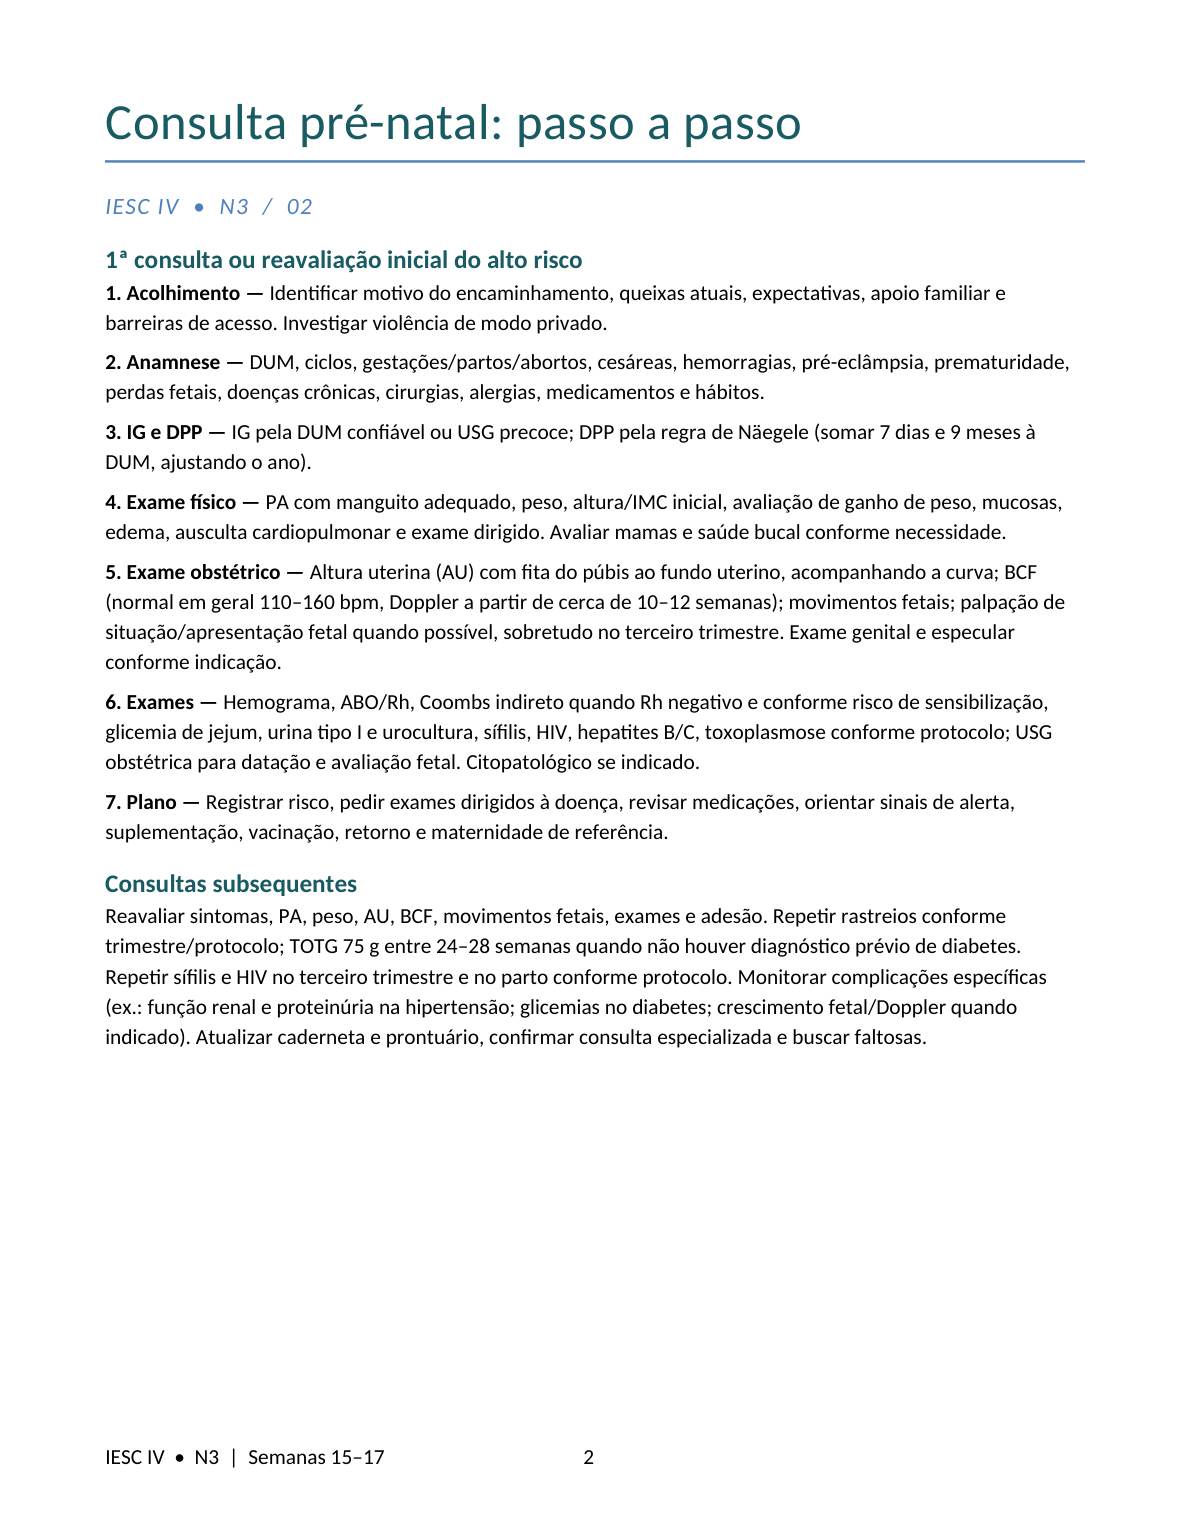 Consulta pré-natal: passo a passo
IESC IV • N3 / 02
1ª consulta ou reavaliação inicial do alto risco
1. Acolhimento — Identificar motivo do encaminhamento, queixas atuais, expectativas, apoio familiar e
barreiras de acesso. Investigar violência de modo privado.
2. Anamnese — DUM, ciclos, gestações/partos/abortos, cesáreas, hemorragias, pré-eclâmpsia, prematuridade,
perdas fetais, doenças crônicas, cirurgias, alergias, medicamentos e hábitos.
3. IG e DPP — IG pela DUM confiável ou USG precoce; DPP pela regra de Näegele (somar 7 dias e 9 meses à
DUM, ajustando o ano).
4. Exame físico — PA com manguito adequado, peso, altura/IMC inicial, avaliação de ganho de peso, mucosas,
edema, ausculta cardiopulmonar e exame dirigido. Avaliar mamas e saúde bucal conforme necessidade.
5. Exame obstétrico — Altura uterina (AU) com fita do púbis ao fundo uterino, acompanhando a curva; BCF
(normal em geral 110–160 bpm, Doppler a partir de cerca de 10–12 semanas); movimentos fetais; palpação de
situação/apresentação fetal quando possível, sobretudo no terceiro trimestre. Exame genital e especular
conforme indicação.
6. Exames — Hemograma, ABO/Rh, Coombs indireto quando Rh negativo e conforme risco de sensibilização,
glicemia de jejum, urina tipo I e urocultura, sífilis, HIV, hepatites B/C, toxoplasmose conforme protocolo; USG
obstétrica para datação e avaliação fetal. Citopatológico se indicado.
7. Plano — Registrar risco, pedir exames dirigidos à doença, revisar medicações, orientar sinais de alerta,
suplementação, vacinação, retorno e maternidade de referência.
Consultas subsequentes
Reavaliar sintomas, PA, peso, AU, BCF, movimentos fetais, exames e adesão. Repetir rastreios conforme
trimestre/protocolo; TOTG 75 g entre 24–28 semanas quando não houver diagnóstico prévio de diabetes.
Repetir sífilis e HIV no terceiro trimestre e no parto conforme protocolo. Monitorar complicações específicas
(ex.: função renal e proteinúria na hipertensão; glicemias no diabetes; crescimento fetal/Doppler quando
indicado). Atualizar caderneta e prontuário, confirmar consulta especializada e buscar faltosas.
IESC IV • N3 | Semanas 15–17 2